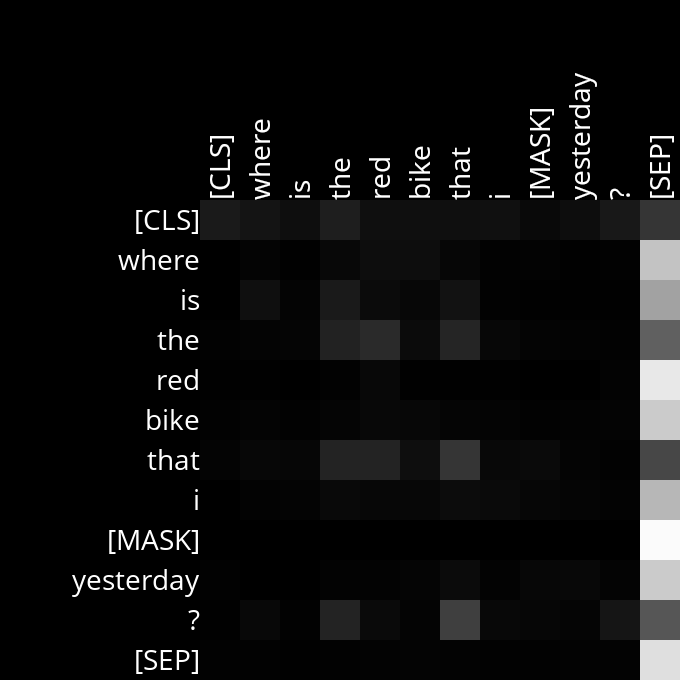 [CLS] where is the red bike that i [MASK] yesterday ? [SEP]
[CLS]
where
is
the
red
bike
that
i
[MASK]
yesterday
?
[SEP]